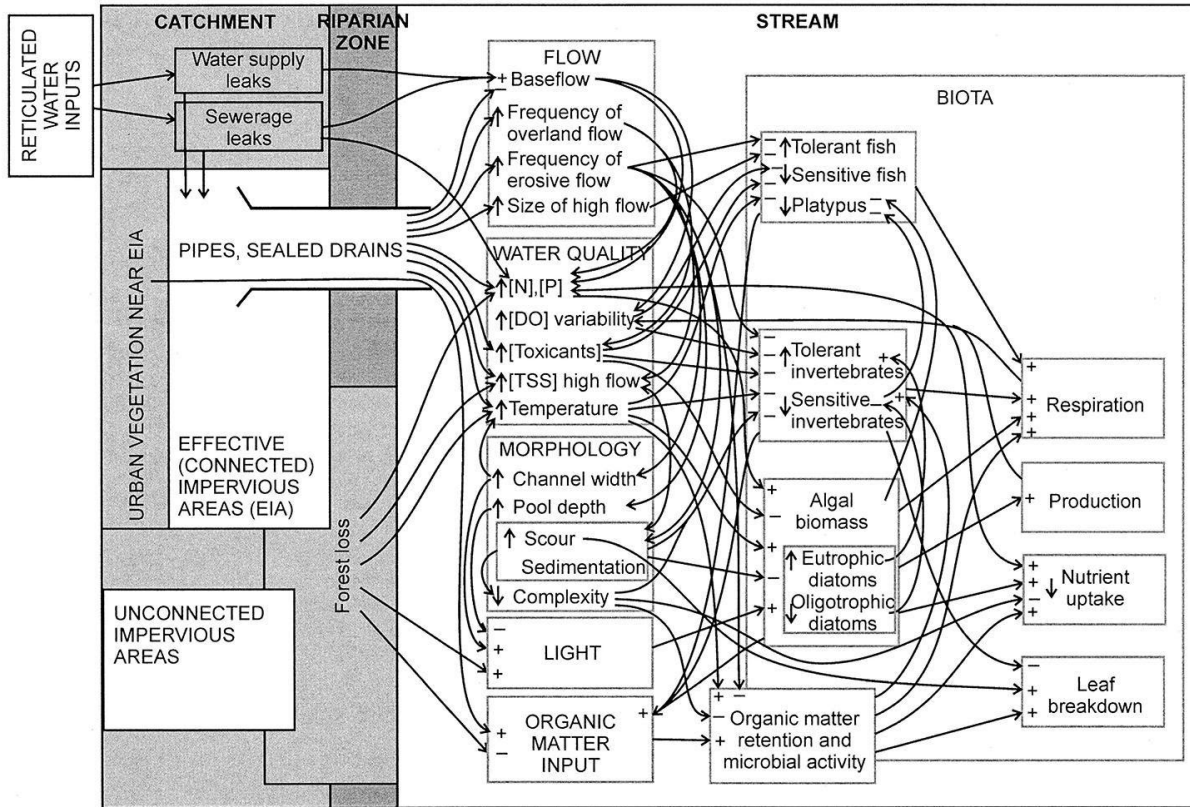 CATCHMENT
RIPARIAN
ZONE
STREAM
RETICULATED
WATER
INPUTS
Water supply
leaks
Sewerage
leaks
URBAN VEGETATION NEAR EIA
PIPES, SEALED DRAINS
EFFECTIVE
(CONNECTED)
IMPERVIOUS
AREAS (EIA)
UNCONNECTED
IMPERVIOUS
AREAS
Forest loss
FLOW
+ Baseflow
−
↑ Frequency of
overland flow
↑ Frequency of
erosive flow
↑ Size of high flow
WATER QUALITY
↑ [N],[P]
↑ [DO] variability
↑ [Toxicants]
↑ [TSS] high flow
↑ Temperature
MORPHOLOGY
↑ Channel width
↑ Pool depth
↑ Scour
Sedimentation
↓ Complexity
−
+ LIGHT
+
+
+ ORGANIC
− MATTER
INPUT
BIOTA
− ↑ Tolerant fish
−
− ↓ Sensitive fish
−
− ↓ Platypus −
−
−
− ↑ Tolerant +
− invertebrates
− ↓ Sensitive − +
− invertebrates
+ Algal
− biomass
+
↑ Eutrophic
− diatoms
+ Oligotrophic
↓ diatoms
+ −
− Organic matter
+ retention and
microbial activity
+
+ Respiration
+
+
+ Production
+
+ ↓ Nutrient
− uptake
+
−
+ Leaf
+ breakdown